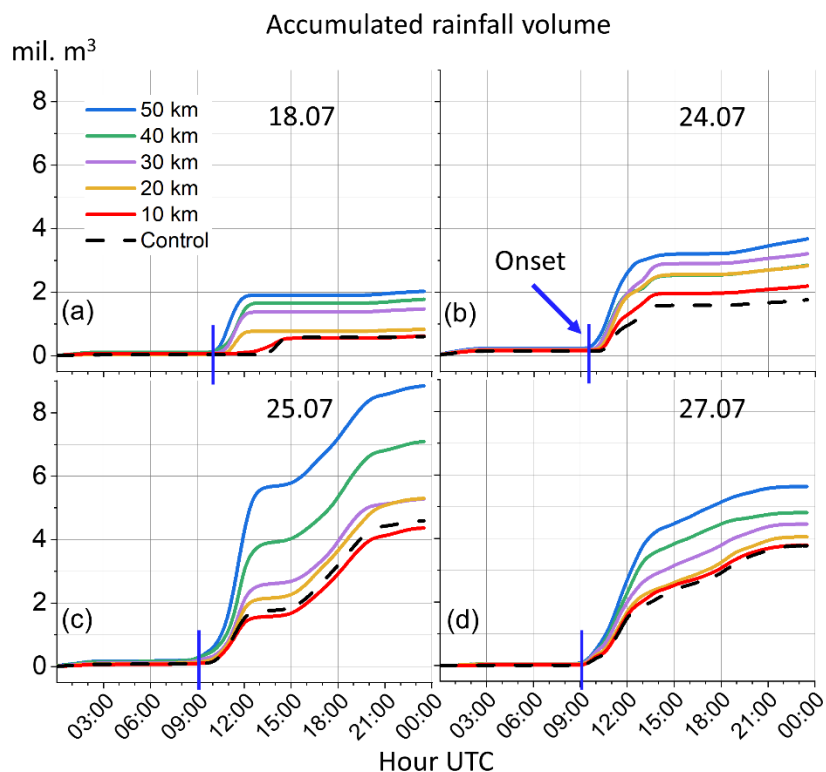 Accumulated rainfall volume
mil. m³
8
6
4
2
0
50 km
40 km
30 km
20 km
10 km
Control
18.07
(a)
24.07
Onset
(b)
8
6
4
2
0
25.07
(c)
27.07
(d)
03:00
06:00
09:00
12:00
15:00
18:00
21:00
00:00
03:00
06:00
09:00
12:00
15:00
18:00
21:00
00:00
Hour UTC